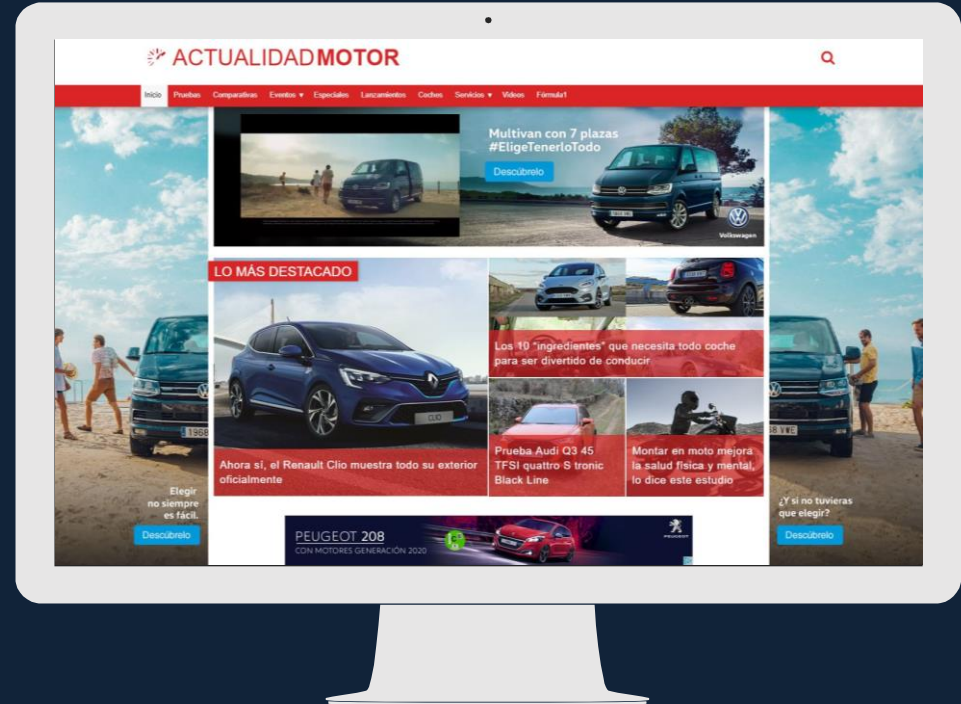 ACTUALIDADMOTOR
Inicio Pruebas Comparativas Eventos ▾ Especiales Lanzamientos Coches Servicios ▾ Videos Fórmula1
Multivan con 7 plazas
#EligeTenerloTodo
Descúbrelo
Volkswagen
LO MÁS DESTACADO
Los 10 "ingredientes" que necesita todo coche
para ser divertido de conducir
CLIO
Ahora sí, el Renault Clio muestra todo su exterior
oficialmente
Prueba Audi Q3 45
TFSI quattro S tronic
Black Line
Montar en moto mejora
la salud física y mental,
lo dice este estudio
1968
Elegir
no siempre
es fácil.
Descúbrelo
¿Y si no tuvieras
que elegir?
Descúbrelo
PEUGEOT 208
CON MOTORES GENERACIÓN 2020
PEUGEOT